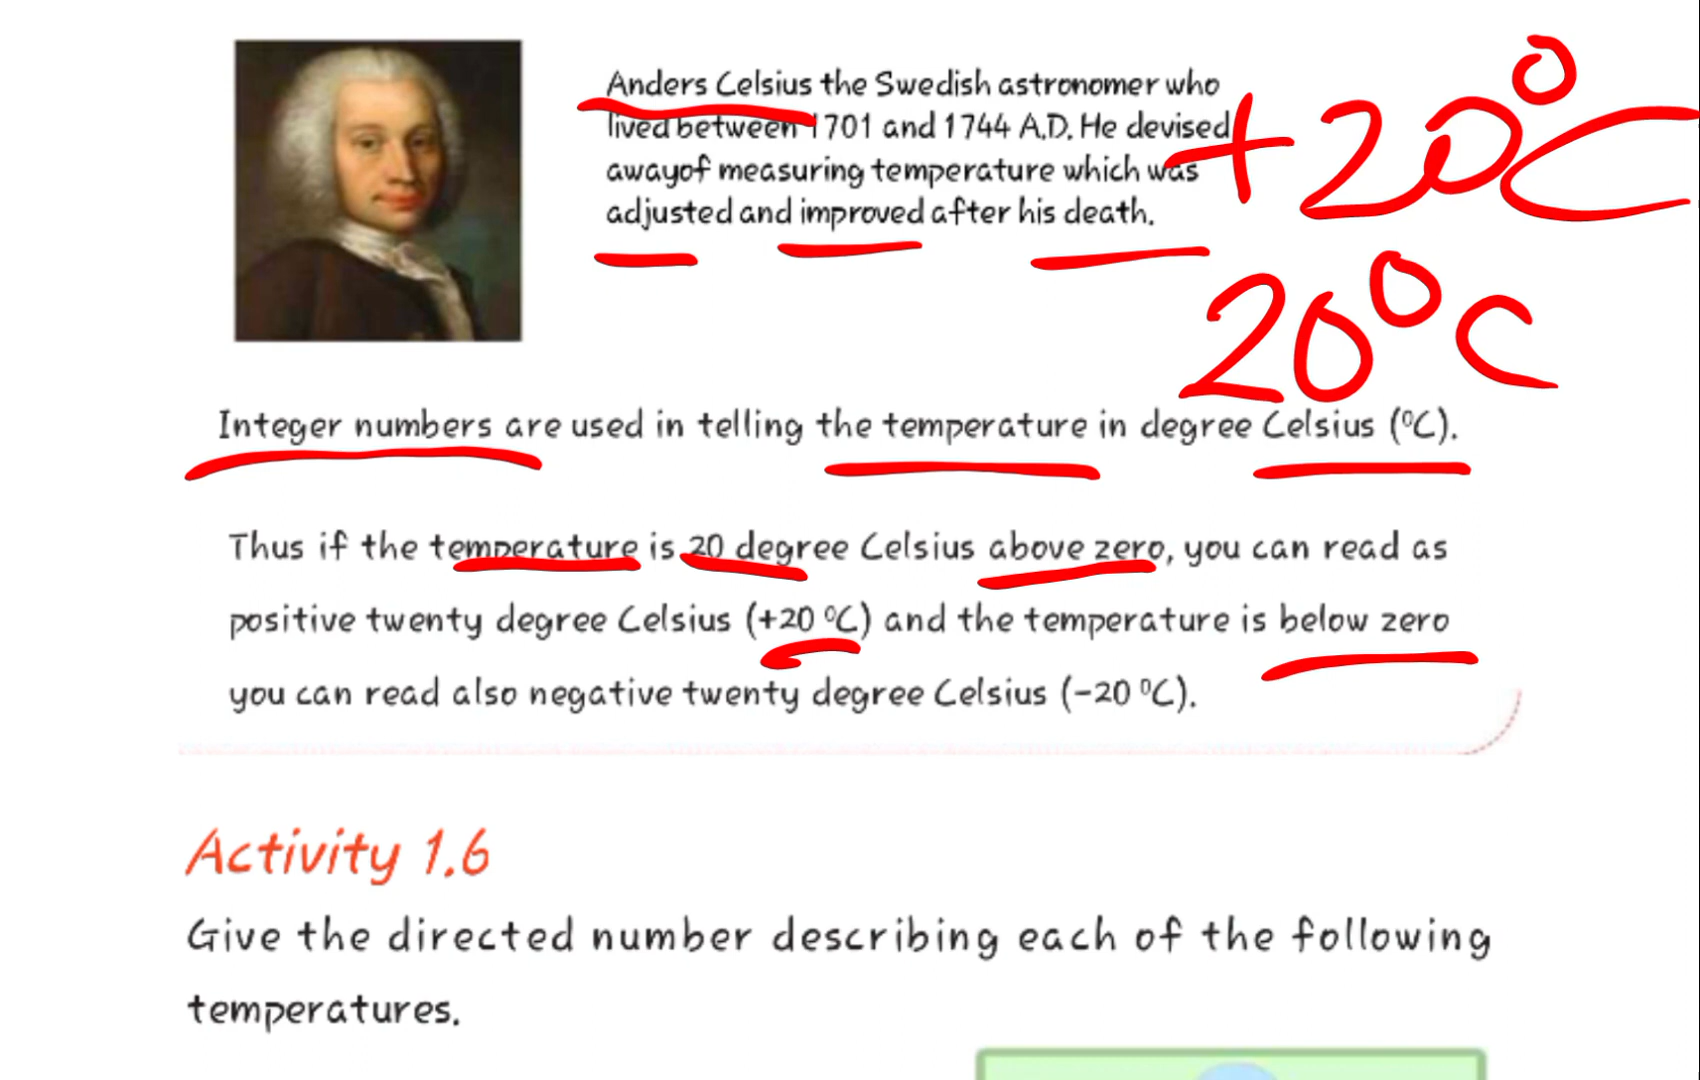 Anders Celsius the Swedish astronomer who
lived between 1701 and 1744 A.D. He devised
awayof measuring temperature which was
adjusted and improved after his death.
+20°C
20°C
Integer numbers are used in telling the temperature in degree Celsius (⁰C).
Thus if the temperature is 20 degree Celsius above zero, you can read as
positive twenty degree Celsius (+20 ⁰C) and the temperature is below zero
you can read also negative twenty degree Celsius (−20 ⁰C).
Activity 1.6
Give the directed number describing each of the following
temperatures.